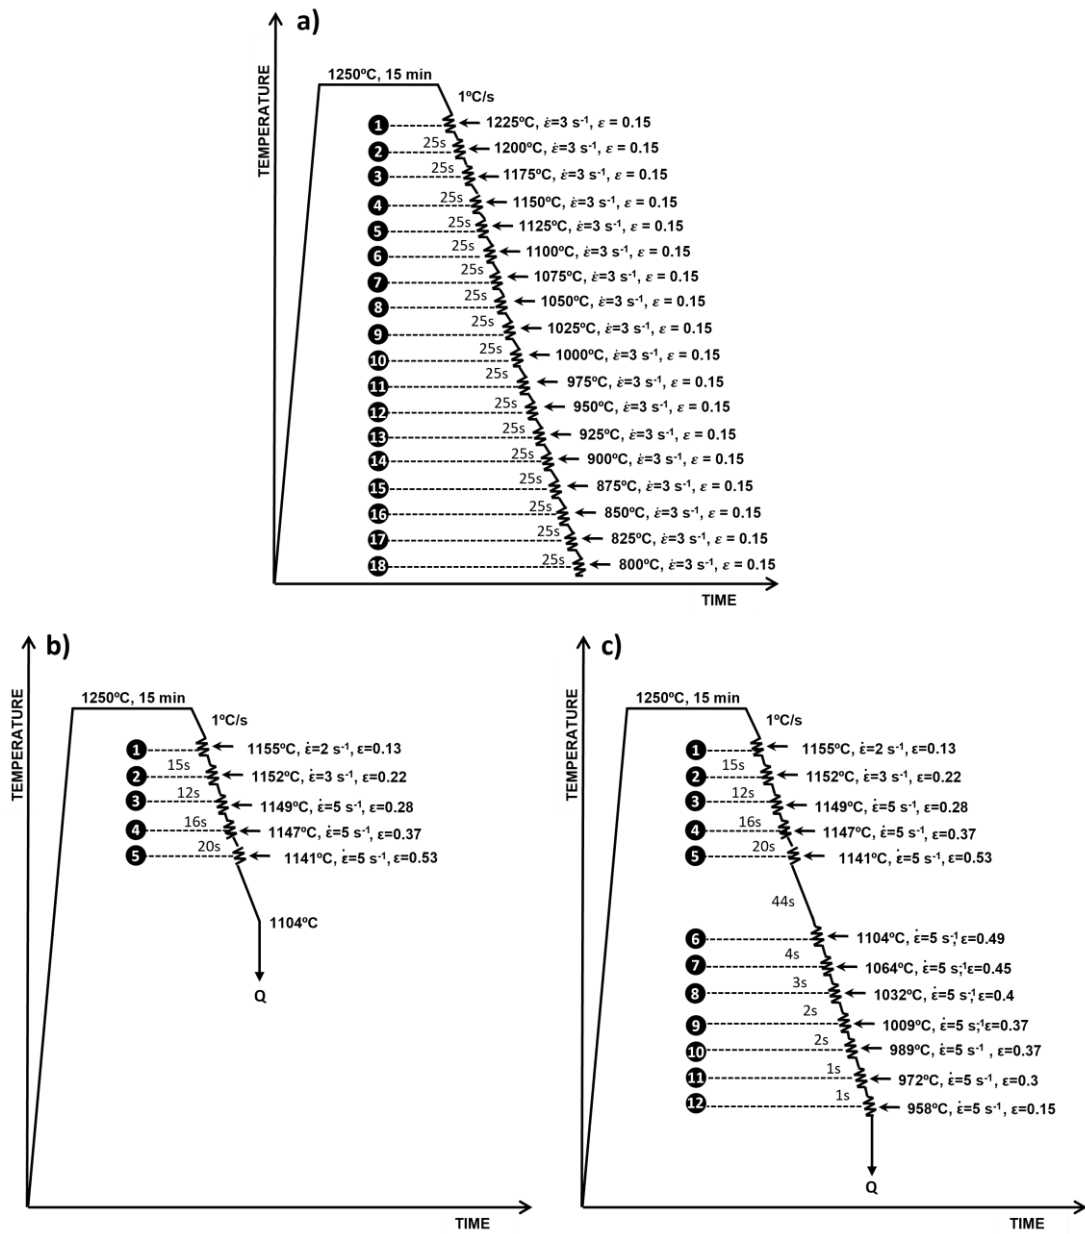 a)
TEMPERATURE
1250ºC, 15 min
1ºC/s
1 1225ºC, ε̇=3 s⁻¹, ε = 0.15
25s
2 1200ºC, ε̇=3 s⁻¹, ε = 0.15
25s
3 1175ºC, ε̇=3 s⁻¹, ε = 0.15
25s
4 1150ºC, ε̇=3 s⁻¹, ε = 0.15
25s
5 1125ºC, ε̇=3 s⁻¹, ε = 0.15
25s
6 1100ºC, ε̇=3 s⁻¹, ε = 0.15
25s
7 1075ºC, ε̇=3 s⁻¹, ε = 0.15
25s
8 1050ºC, ε̇=3 s⁻¹, ε = 0.15
25s
9 1025ºC, ε̇=3 s⁻¹, ε = 0.15
25s
10 1000ºC, ε̇=3 s⁻¹, ε = 0.15
25s
11 975ºC, ε̇=3 s⁻¹, ε = 0.15
25s
12 950ºC, ε̇=3 s⁻¹, ε = 0.15
25s
13 925ºC, ε̇=3 s⁻¹, ε = 0.15
25s
14 900ºC, ε̇=3 s⁻¹, ε = 0.15
25s
15 875ºC, ε̇=3 s⁻¹, ε = 0.15
25s
16 850ºC, ε̇=3 s⁻¹, ε = 0.15
25s
17 825ºC, ε̇=3 s⁻¹, ε = 0.15
25s
18 800ºC, ε̇=3 s⁻¹, ε = 0.15
TIME
b)
TEMPERATURE
1250ºC, 15 min
1ºC/s
1 1155ºC, ε̇=2 s⁻¹, ε=0.13
15s
2 1152ºC, ε̇=3 s⁻¹, ε=0.22
12s
3 1149ºC, ε̇=5 s⁻¹, ε=0.28
16s
4 1147ºC, ε̇=5 s⁻¹, ε=0.37
20s
5 1141ºC, ε̇=5 s⁻¹, ε=0.53
1104ºC
Q
TIME
c)
TEMPERATURE
1250ºC, 15 min
1ºC/s
1 1155ºC, ε̇=2 s⁻¹, ε=0.13
15s
2 1152ºC, ε̇=3 s⁻¹, ε=0.22
12s
3 1149ºC, ε̇=5 s⁻¹, ε=0.28
16s
4 1147ºC, ε̇=5 s⁻¹, ε=0.37
20s
5 1141ºC, ε̇=5 s⁻¹, ε=0.53
44s
6 1104ºC, ε̇=5 s⁻¹, ε=0.49
4s
7 1064ºC, ε̇=5 s⁻¹, ε=0.45
3s
8 1032ºC, ε̇=5 s⁻¹, ε=0.4
2s
9 1009ºC, ε̇=5 s⁻¹, ε=0.37
2s
10 989ºC, ε̇=5 s⁻¹ , ε=0.37
1s
11 972ºC, ε̇=5 s⁻¹, ε=0.3
1s
12 958ºC, ε̇=5 s⁻¹, ε=0.15
Q
TIME